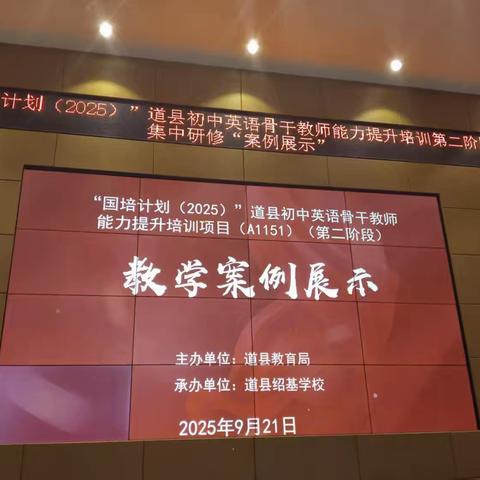 计划（2025）”道县初中英语骨干教师能力提升培训第二阶
集中研修“案例展示”
“国培计划（2025）”道县初中英语骨干教师
能力提升培训项目（A1151）（第二阶段）
教学案例展示
主办单位：道县教育局
承办单位：道县绍基学校
2025年9月21日